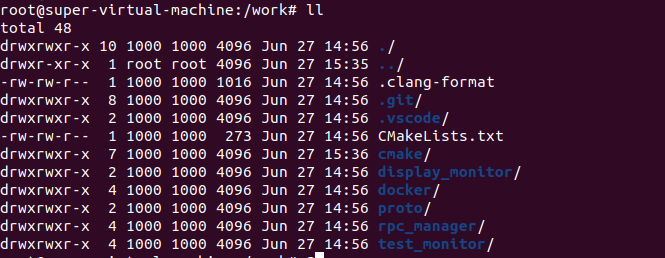 root@super-virtual-machine:/work# ll
total 48
drwxrwxr-x 10 1000 1000 4096 Jun 27 14:56 ./
drwxr-xr-x  1 root root 4096 Jun 27 15:35 ../
-rw-rw-r--  1 1000 1000 1016 Jun 27 14:56 .clang-format
drwxrwxr-x  8 1000 1000 4096 Jun 27 14:56 .git/
drwxrwxr-x  2 1000 1000 4096 Jun 27 14:56 .vscode/
-rw-rw-r--  1 1000 1000  273 Jun 27 14:56 CMakeLists.txt
drwxrwxr-x  7 1000 1000 4096 Jun 27 15:36 cmake/
drwxrwxr-x  2 1000 1000 4096 Jun 27 14:56 display_monitor/
drwxrwxr-x  4 1000 1000 4096 Jun 27 14:56 docker/
drwxrwxr-x  2 1000 1000 4096 Jun 27 14:56 proto/
drwxrwxr-x  4 1000 1000 4096 Jun 27 14:56 rpc_manager/
drwxrwxr-x  4 1000 1000 4096 Jun 27 14:56 test_monitor/